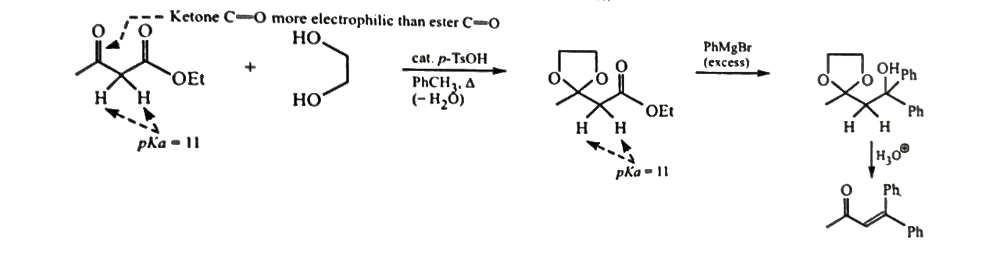 Ketone C=O more electrophilic than ester C=O
O O
OEt
H H
pKa = 11
+
HO
HO
cat. p-TsOH
PhCH3, Δ
(− H2O)
O O O
OEt
H H
pKa = 11
PhMgBr
(excess)
O O OH Ph
Ph
H H
H3O⊕
O Ph
Ph